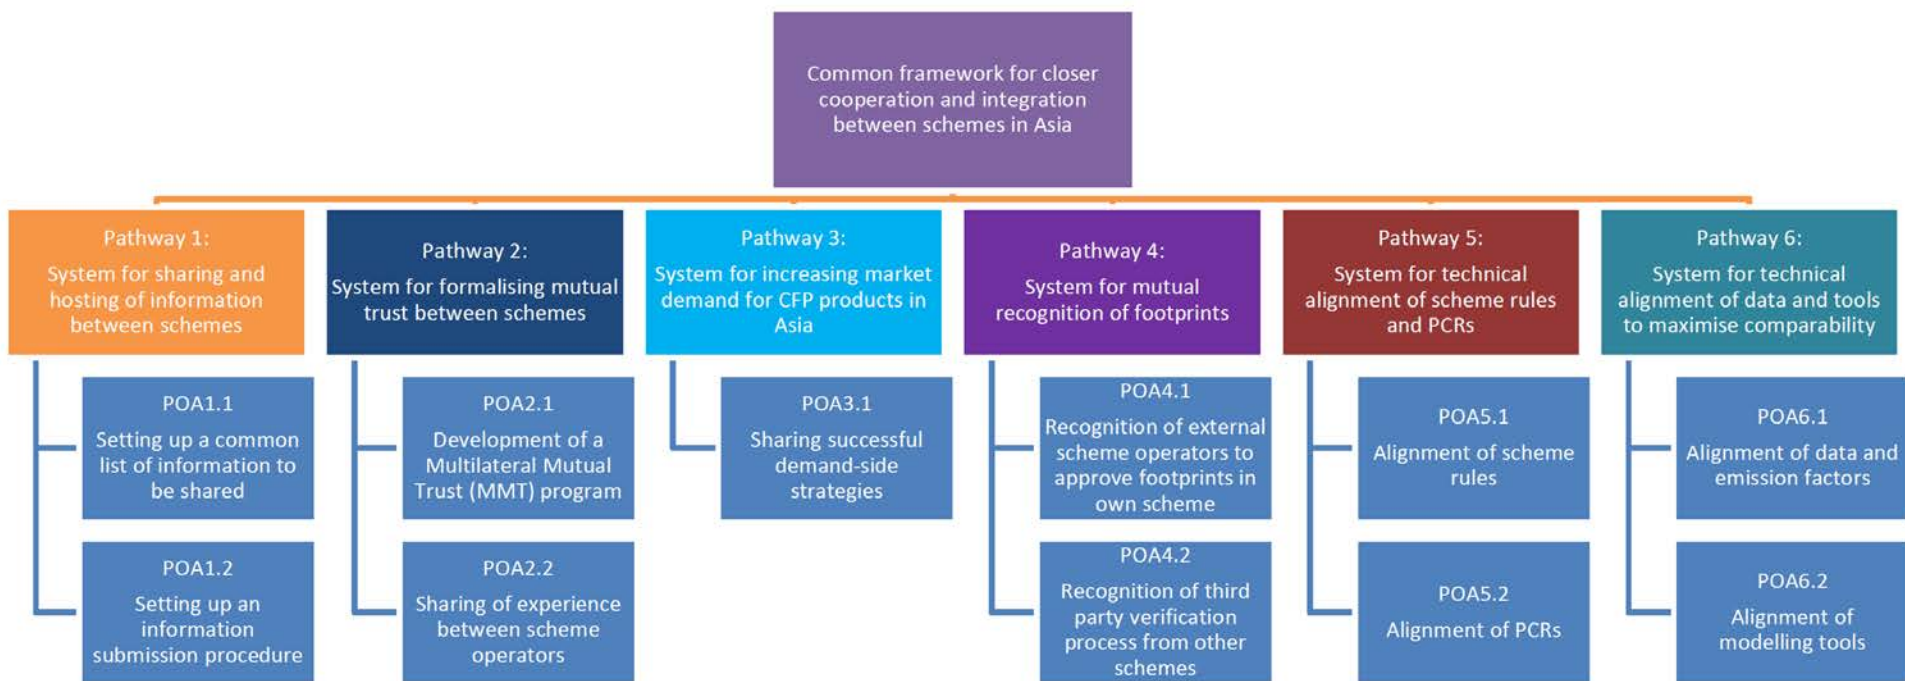 Common framework for closer
cooperation and integration
between schemes in Asia
Pathway 1:
System for sharing and
hosting of information
between schemes
Pathway 2:
System for formalising mutual
trust between schemes
Pathway 3:
System for increasing market
demand for CFP products in
Asia
Pathway 4:
System for mutual
recognition of footprints
Pathway 5:
System for technical
alignment of scheme rules
and PCRs
Pathway 6:
System for technical
alignment of data and tools
to maximise comparability
POA1.1
Setting up a common
list of information to
be shared
POA2.1
Development of a
Multilateral Mutual
Trust (MMT) program
POA3.1
Sharing successful
demand-side
strategies
POA4.1
Recognition of external
scheme operators to
approve footprints in
own scheme
POA5.1
Alignment of scheme
rules
POA6.1
Alignment of data and
emission factors
POA1.2
Setting up an
information
submission procedure
POA2.2
Sharing of experience
between scheme
operators
POA4.2
Recognition of third
party verification
process from other
schemes
POA5.2
Alignment of PCRs
POA6.2
Alignment of
modelling tools